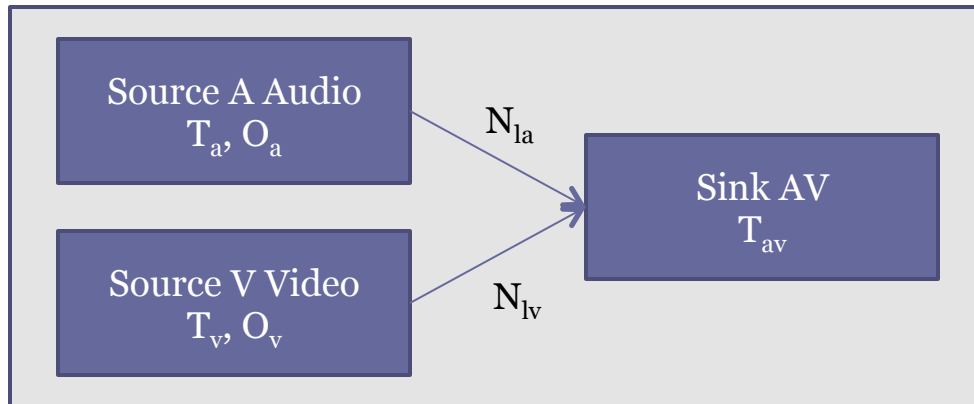 Source A Audio
Tₐ, Oₐ
Nₗₐ
Sink AV
Tₐᵥ
Source V Video
Tᵥ, Oᵥ
Nₗᵥ